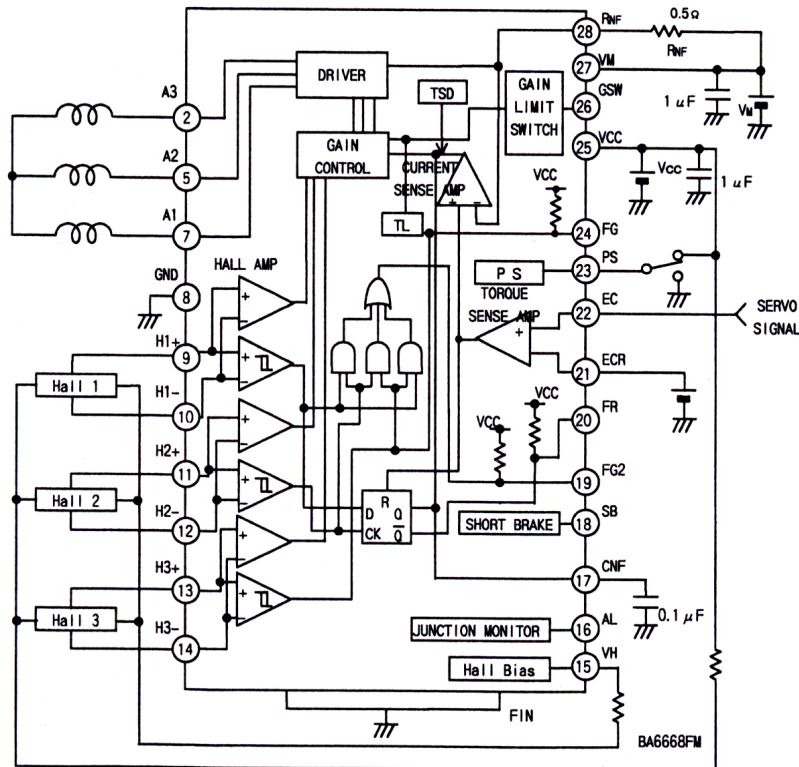 RNF
0.5Ω
28
RNF
VM
27
GSW
26
1μF
VM
VCC
25
Vcc
1μF
DRIVER
TSD
GAIN
LIMIT
SWITCH
A3
2
A2
5
A1
7
GAIN
CONTROL
CURRENT
SENSE AMP
+ −
TL
VCC
FG
24
PS
23
P S
TORQUE
SENSE AMP
+
−
EC
22
SERVO
SIGNAL
ECR
21
GND
8
HALL AMP
H1+
9
Hall 1
H1-
10
H2+
11
Hall 2
H2-
12
H3+
13
Hall 3
H3-
14
+
−
+
−
+
−
+
−
+
−
+
−
VCC
VCC
FR
20
FG2
19
R
D Q
CK Q
SHORT BRAKE
SB
18
CNF
17
0.1μF
JUNCTION MONITOR
AL
16
VH
15
Hall Bias
FIN
BA6668FM